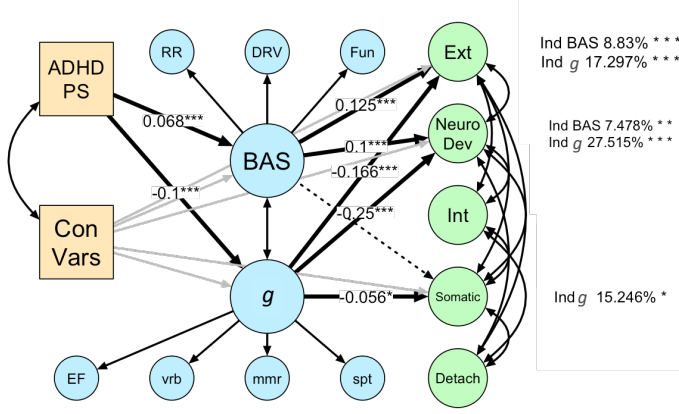 RR
DRV
Fun
Ext
Ind BAS 8.83% * * *
Ind g 17.297% * * *
ADHD
PS
0.068***
0.125***
Neuro
Dev
Ind BAS 7.478% * *
Ind g 27.515% * * *
BAS
0.1***
-0.166***
-0.1***
-0.25***
Int
Con
Vars
g
-0.056*
Somatic
Ind g 15.246% *
EF
vrb
mmr
spt
Detach